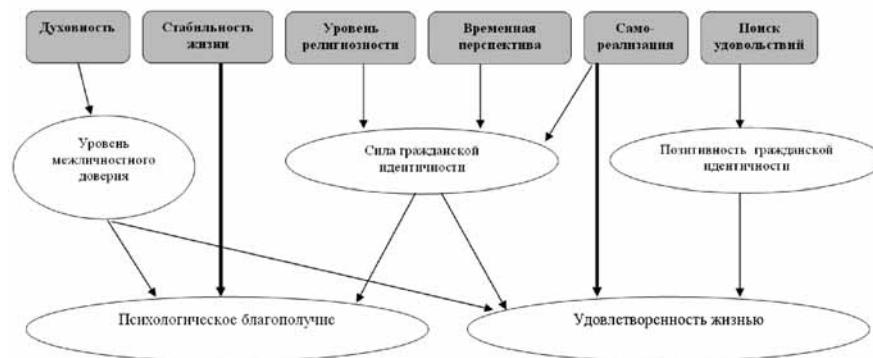 Духовность
Стабильность
жизни
Уровень
религиозности
Временная
перспектива
Само-
реализация
Поиск
удовольствий
Уровень
межличностного
доверия
Сила гражданской
идентичности
Позитивность гражданской
идентичности
Психологическое благополучие
Удовлетворенность жизнью